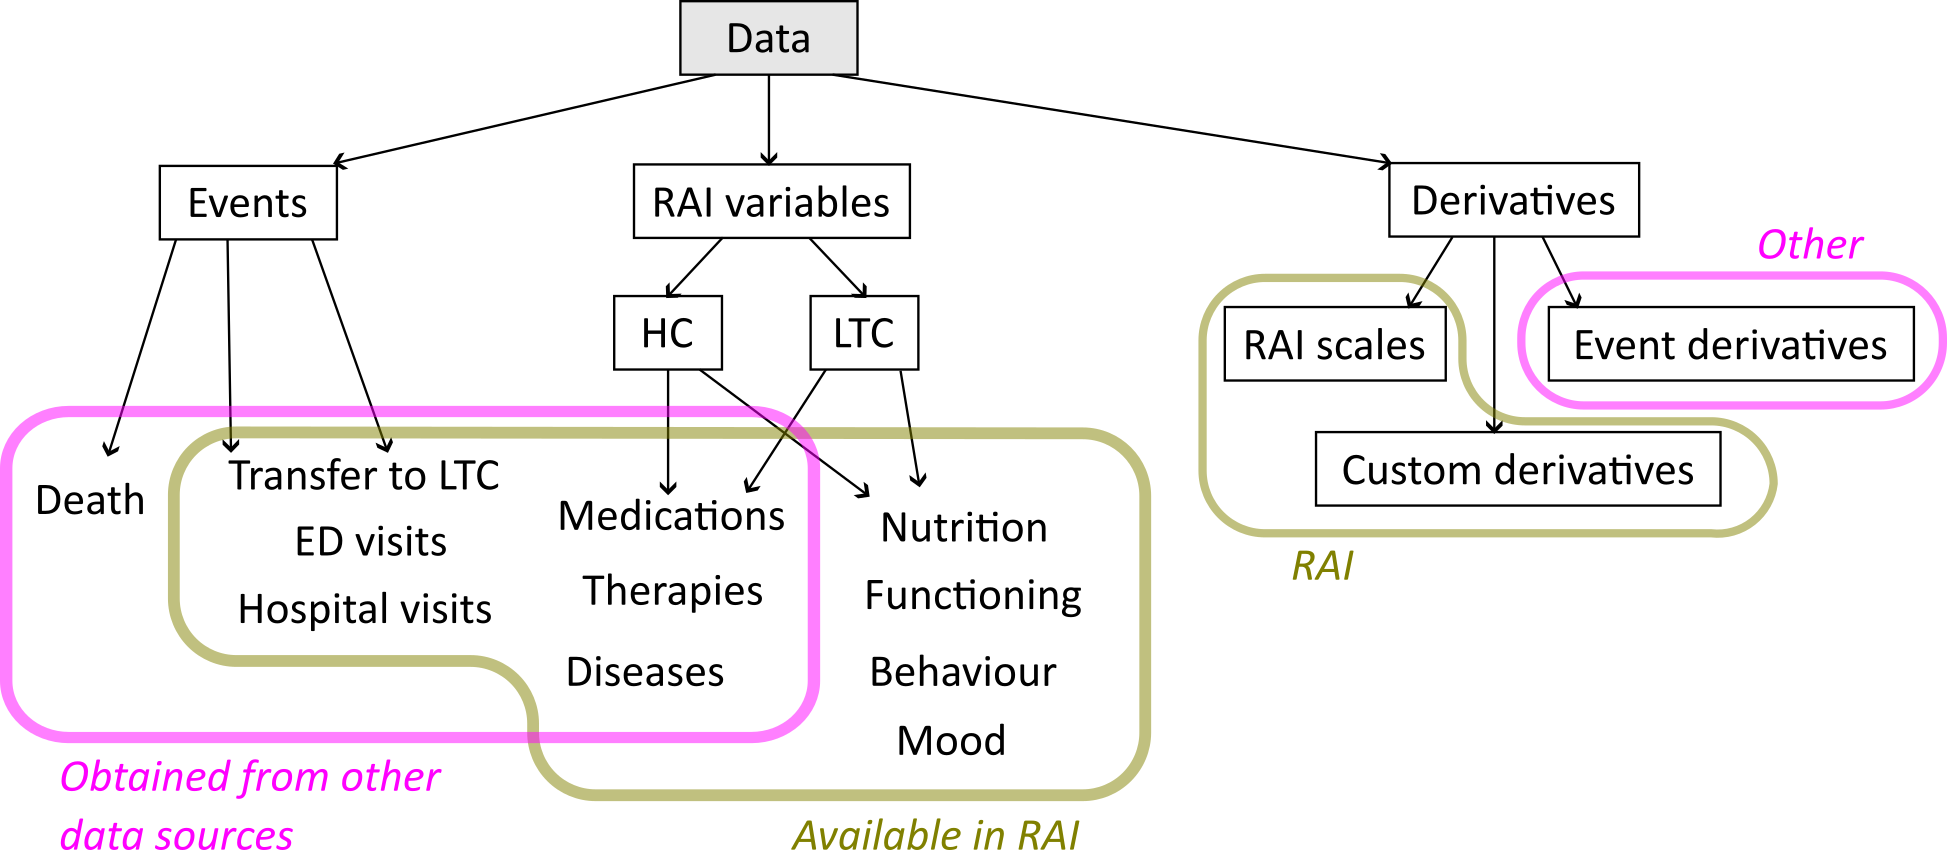 Data
Events
RAI variables
Derivatives
Other
HC
LTC
RAI scales
Event derivatives
Custom derivatives
RAI
Death
Transfer to LTC
ED visits
Hospital visits
Medications
Therapies
Diseases
Nutrition
Functioning
Behaviour
Mood
Obtained from other
data sources
Available in RAI